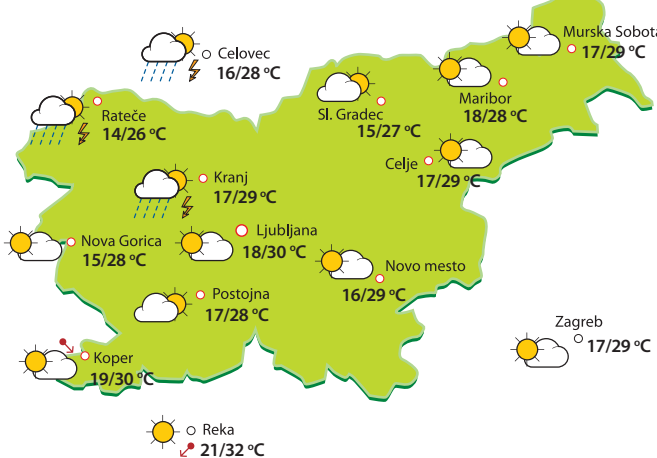 Murska Sobota
17/29 °C
Celovec
16/28 °C
Maribor
18/28 °C
Rateče
14/26 °C
Sl. Gradec
15/27 °C
Celje
17/29 °C
Kranj
17/29 °C
Ljubljana
18/30 °C
Nova Gorica
15/28 °C
Novo mesto
16/29 °C
Postojna
17/28 °C
Zagreb
17/29 °C
Koper
19/30 °C
Reka
21/32 °C